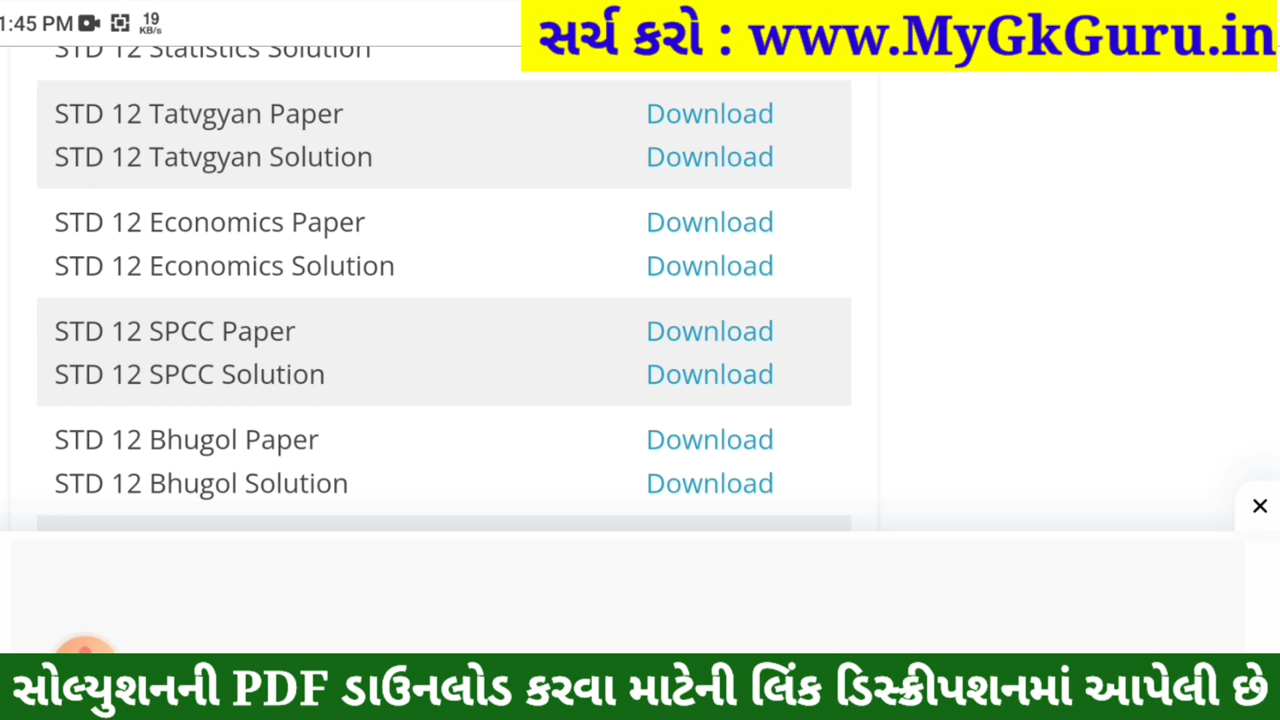 1:45 PM 19 KB/s
સર્ચ કરો : www.MyGkGuru.in
STD 12 Statistics Solution
STD 12 Tatvgyan Paper Download
STD 12 Tatvgyan Solution Download
STD 12 Economics Paper Download
STD 12 Economics Solution Download
STD 12 SPCC Paper Download
STD 12 SPCC Solution Download
STD 12 Bhugol Paper Download
STD 12 Bhugol Solution Download
સોલ્યુશનની PDF ડાઉનલોડ કરવા માટેની લિંક ડિસ્ક્રીપશનમાં આપેલી છે